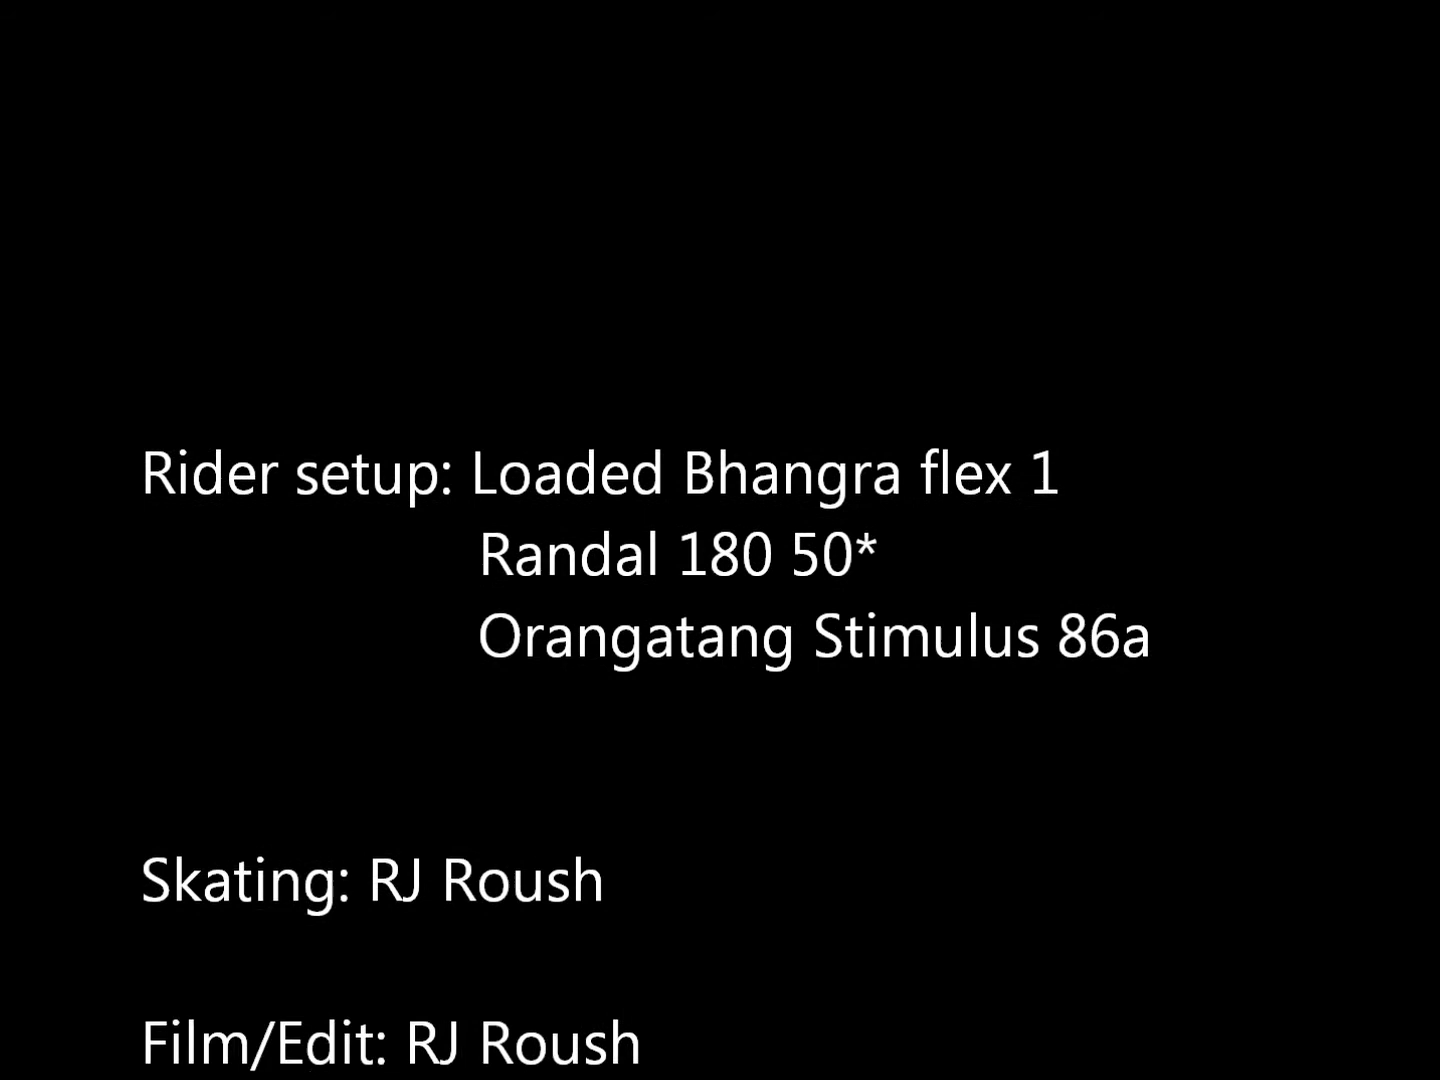 Rider setup: Loaded Bhangra flex 1
Randal 180 50*
Orangatang Stimulus 86a
Skating: RJ Roush
Film/Edit: RJ Roush